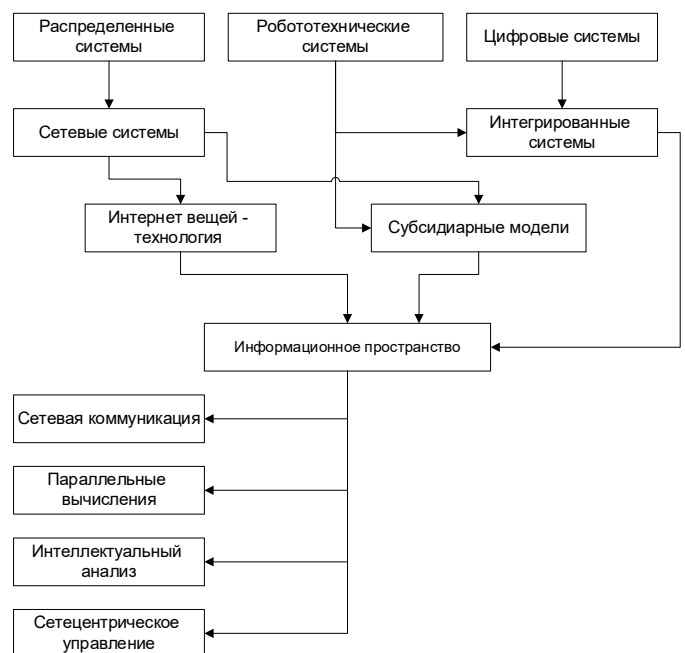 Распределенные
системы
Робототехнические
системы
Цифровые системы
Сетевые системы
Интегрированные
системы
Интернет вещей -
технология
Субсидиарные модели
Информационное пространство
Сетевая коммуникация
Параллельные
вычисления
Интеллектуальный
анализ
Сетецентрическое
управление